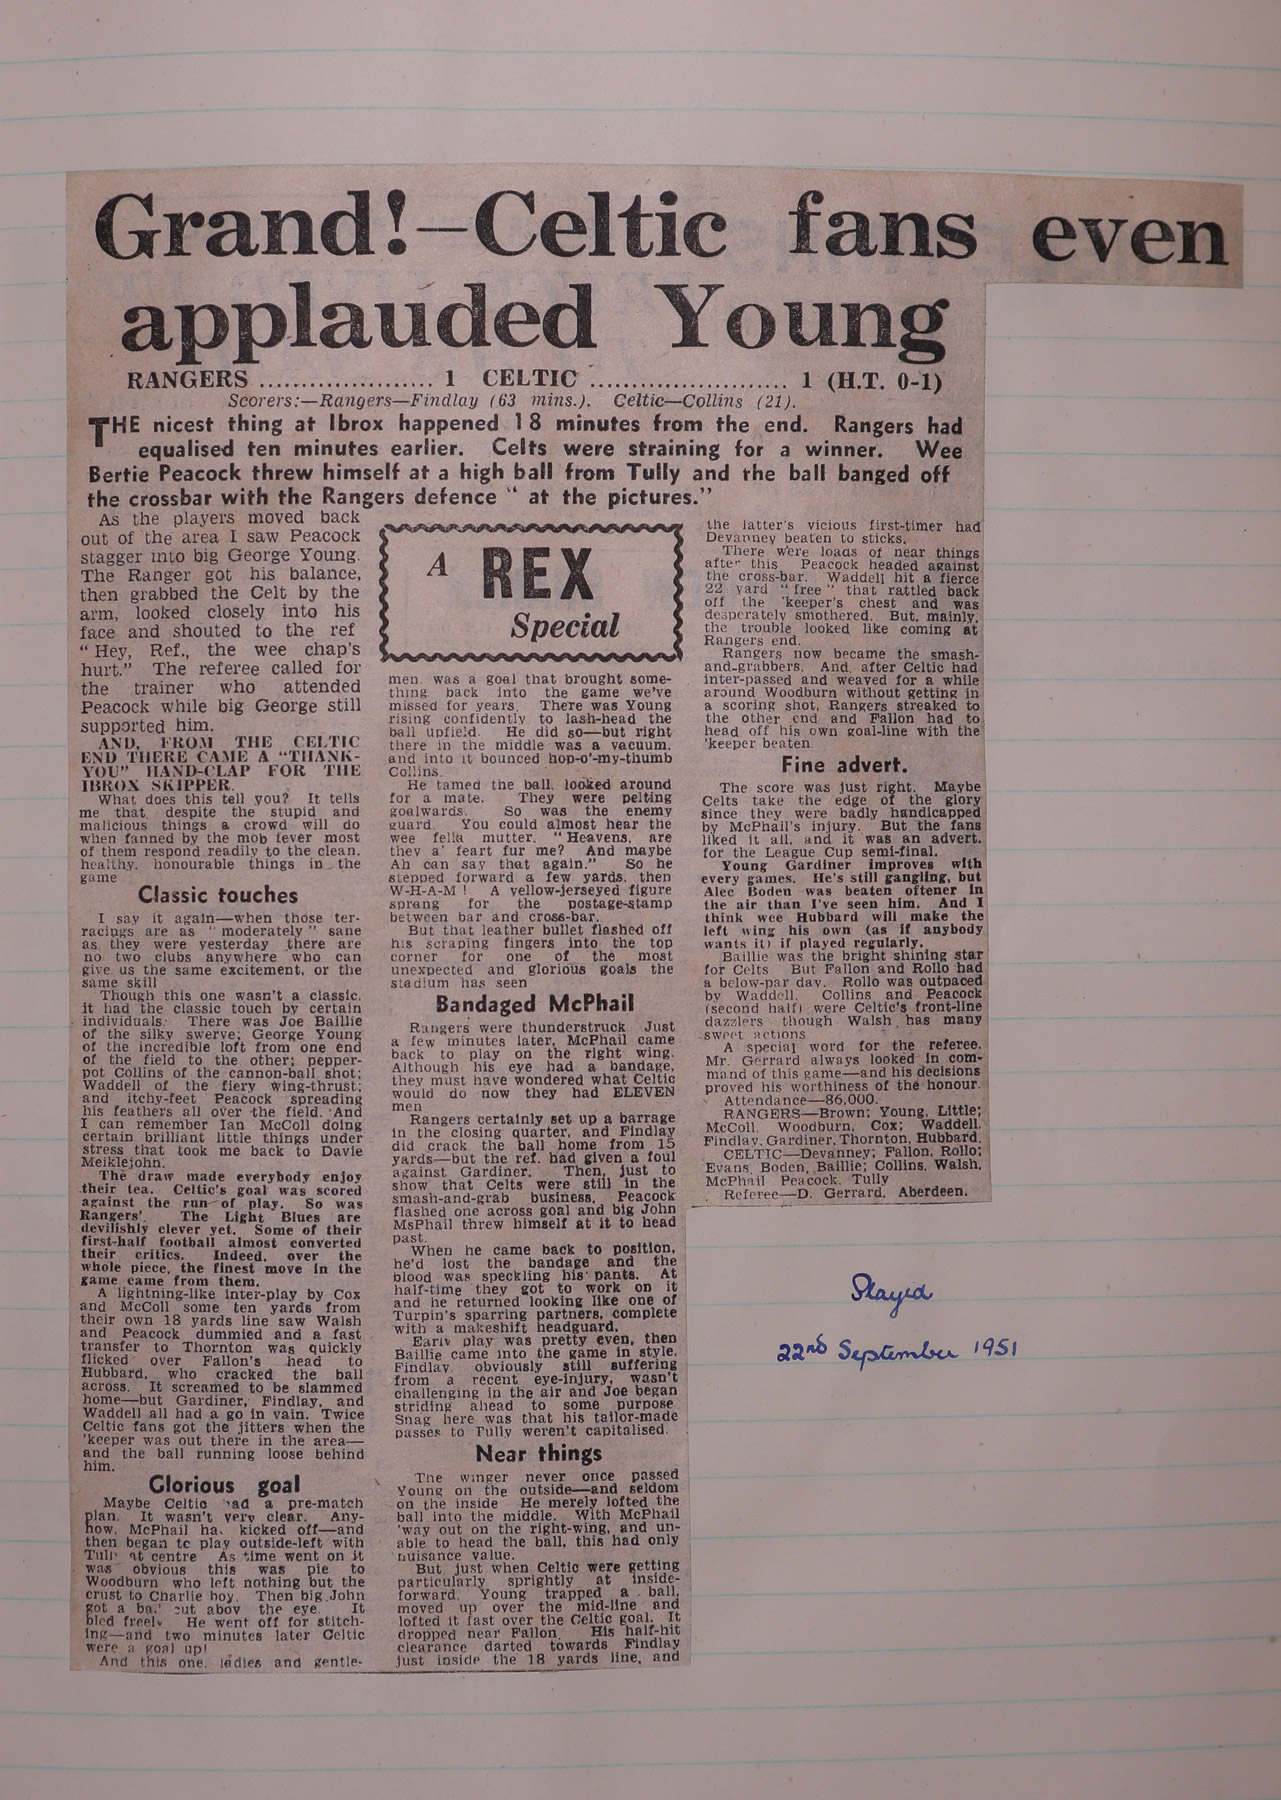 Grand!—Celtic fans even
applauded Young
RANGERS .................... 1 CELTIC ....................... 1 (H.T. 0-1)
Scorers:—Rangers—Findlay (63 mins.). Celtic—Collins (21).
THE nicest thing at Ibrox happened 18 minutes from the end. Rangers had
equalised ten minutes earlier. Celts were straining for a winner. Wee
Bertie Peacock threw himself at a high ball from Tully and the ball banged off
the crossbar with the Rangers defence "at the pictures."
As the players moved back
out of the area I saw Peacock
stagger into big George Young.
The Ranger got his balance,
then grabbed the Celt by the
arm, looked closely into his
face and shouted to the ref
"Hey, Ref., the wee chap's
hurt." The referee called for
the trainer who attended
Peacock while big George still
supported him.
AND, FROM THE CELTIC
END THERE CAME A "THANK-
YOU" HAND-CLAP FOR THE
IBROX SKIPPER.
What does this tell you? It tells
me that, despite the stupid and
malicious things a crowd will do
when fanned by the mob fever most
of them respond readily to the clean,
healthy, honourable things in the
game
Classic touches
I say it again—when those ter-
racings are as "moderately" sane
as they were yesterday there are
no two clubs anywhere who can
give us the same excitement, or the
same skill
Though this one wasn't a classic,
it had the classic touch by certain
individuals: There was Joe Baillie
of the silky swerve; George Young
of the incredible loft from one end
of the field to the other; pepper-
pot Collins of the cannon-ball shot;
Waddell of the fiery wing-thrust;
and itchy-feet Peacock spreading
his feathers all over the field. And
I can remember Ian McColl doing
certain brilliant little things under
stress that took me back to Davie
Meiklejohn.
The draw made everybody enjoy
their tea. Celtic's goal was scored
against the run of play. So was
Rangers'. The Light Blues are
devilishly clever yet. Some of their
first-half football almost converted
their critics. Indeed, over the
whole piece, the finest move in the
game came from them.
A lightning-like inter-play by Cox
and McColl some ten yards from
their own 18 yards line saw Walsh
and Peacock dummied and a fast
transfer to Thornton was quickly
flicked over Fallon's head to
Hubbard, who cracked the ball
across. It screamed to be slammed
home—but Gardiner, Findlay, and
Waddell all had a go in vain. Twice
Celtic fans got the jitters when the
'keeper was out there in the area—
and the ball running loose behind
him.
Glorious goal
Maybe Celtic had a pre-match
plan. It wasn't very clear. Any-
how, McPhail ha. kicked off—and
then began to play outside-left with
Tully at centre As time went on it
was obvious this was pie to
Woodburn who left nothing but the
crust to Charlie boy. Then big John
got a bad cut above the eye. It
bled freely He went off for stitch-
ing—and two minutes later Celtic
were a goal up!
And this one, ladies and gentle-
A REX
Special
men was a goal that brought some-
thing back into the game we've
missed for years. There was Young
rising confidently to lash-head the
ball upfield. He did so—but right
there in the middle was a vacuum,
and into it bounced hop-o'-my-thumb
Collins.
He tamed the ball, looked around
for a mate. They were pelting
goalwards. So was the enemy
guard. You could almost hear the
wee fella mutter. "Heavens, are
they a' feart fur me? And maybe
Ah can say that again." So he
stepped forward a few yards, then
W-H-A-M! A yellow-jerseyed figure
sprang for the postage-stamp
between bar and cross-bar.
But that leather bullet flashed off
his scraping fingers into the top
corner for one of the most
unexpected and glorious goals the
stadium has seen
Bandaged McPhail
Rangers were thunderstruck Just
a few minutes later, McPhail came
back to play on the right wing.
Although his eye had a bandage,
they must have wondered what Celtic
would do now they had ELEVEN
men
Rangers certainly set up a barrage
in the closing quarter, and Findlay
did crack the ball home from 15
yards—but the ref. had given a foul
against Gardiner. Then, just to
show that Celts were still in the
smash-and-grab business, Peacock
flashed one across goal and big John
MsPhail threw himself at it to head
past.
When he came back to position,
he'd lost the bandage and the
blood was speckling his pants. At
half-time they got to work on it
and he returned looking like one of
Turpin's sparring partners, complete
with a makeshift headguard.
Early play was pretty even, then
Baillie came into the game in style.
Findlay, obviously still suffering
from a recent eye-injury, wasn't
challenging in the air and Joe began
striding ahead to some purpose
Snag here was that his tailor-made
passes to Tully weren't capitalised.
Near things
The winger never once passed
Young on the outside—and seldom
on the inside He merely lofted the
ball into the middle. With McPhail
'way out on the right-wing, and un-
able to head the ball, this had only
nuisance value.
But, just when Celtic were getting
particularly sprightly at inside-
forward, Young trapped a ball,
moved up over the mid-line and
lofted it fast over the Celtic goal. It
dropped near Fallon His half-hit
clearance darted towards Findlay
just inside the 18 yards line, and
the latter's vicious first-timer had
Devanney beaten to sticks.
There were loads of near things
after this Peacock headed against
the cross-bar. Waddell hit a fierce
22 yard "free" that rattled back
off the 'keeper's chest and was
desperately smothered. But, mainly,
the trouble looked like coming at
Rangers end.
Rangers now became the smash-
and-grabbers. And, after Celtic had
inter-passed and weaved for a while
around Woodburn without getting in
a scoring shot, Rangers streaked to
the other end and Fallon had to
head off his own goal-line with the
'keeper beaten
Fine advert.
The score was just right. Maybe
Celts take the edge of the glory
since they were badly handicapped
by McPhail's injury. But the fans
liked it all, and it was an advert.
for the League Cup semi-final.
Young Gardiner improves with
every games. He's still gangling, but
Alec Boden was beaten oftener in
the air than I've seen him. And I
think wee Hubbard will make the
left wing his own (as if anybody
wants it) if played regularly.
Baillie was the bright shining star
for Celts But Fallon and Rollo had
a below-par day. Rollo was outpaced
by Waddell. Collins and Peacock
(second half) were Celtic's front-line
dazzlers though Walsh has many
sweet actions
A special word for the referee.
Mr. Gerrard always looked in com-
mand of this game—and his decisions
proved his worthiness of the honour.
Attendance—86,000.
RANGERS—Brown; Young, Little;
McColl, Woodburn, Cox; Waddell,
Findlay, Gardiner, Thornton, Hubbard.
CELTIC—Devanney; Fallon, Rollo;
Evans, Boden, Baillie; Collins, Walsh,
McPhail Peacock, Tully
Referee—D. Gerrard, Aberdeen.
Played
22nd September 1951